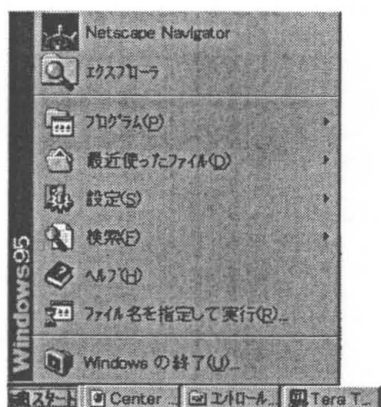 Netscape Navigator
エクスプローラ
プログラム(P)
最近使ったファイル(D)
設定(S)
検索(F)
ヘルプ(H)
ファイル名を指定して実行(R)...
Windows の終了(U)...
Windows95
スタート
Center ...
コントロール...
Tera T...